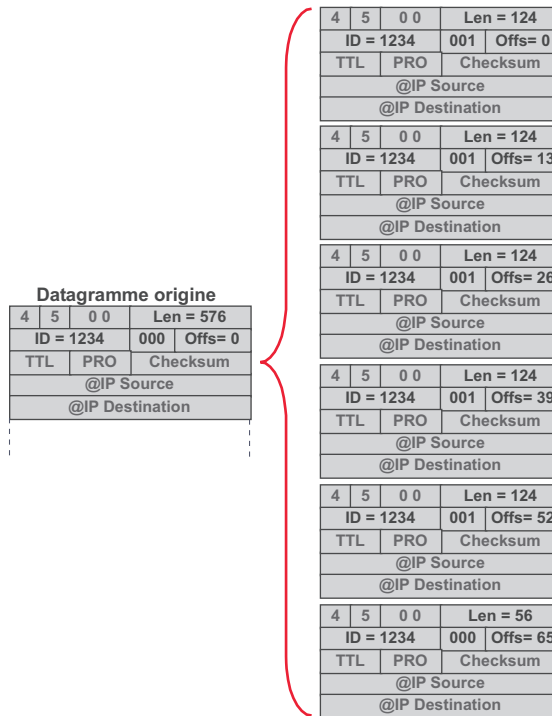 Datagramme origine
4 5 0 0 Len = 576
ID = 1234 000 Offs= 0
TTL PRO Checksum
@IP Source
@IP Destination
4 5 0 0 Len = 124
ID = 1234 001 Offs= 0
TTL PRO Checksum
@IP Source
@IP Destination
4 5 0 0 Len = 124
ID = 1234 001 Offs= 13
TTL PRO Checksum
@IP Source
@IP Destination
4 5 0 0 Len = 124
ID = 1234 001 Offs= 26
TTL PRO Checksum
@IP Source
@IP Destination
4 5 0 0 Len = 124
ID = 1234 001 Offs= 39
TTL PRO Checksum
@IP Source
@IP Destination
4 5 0 0 Len = 124
ID = 1234 001 Offs= 52
TTL PRO Checksum
@IP Source
@IP Destination
4 5 0 0 Len = 56
ID = 1234 000 Offs= 65
TTL PRO Checksum
@IP Source
@IP Destination